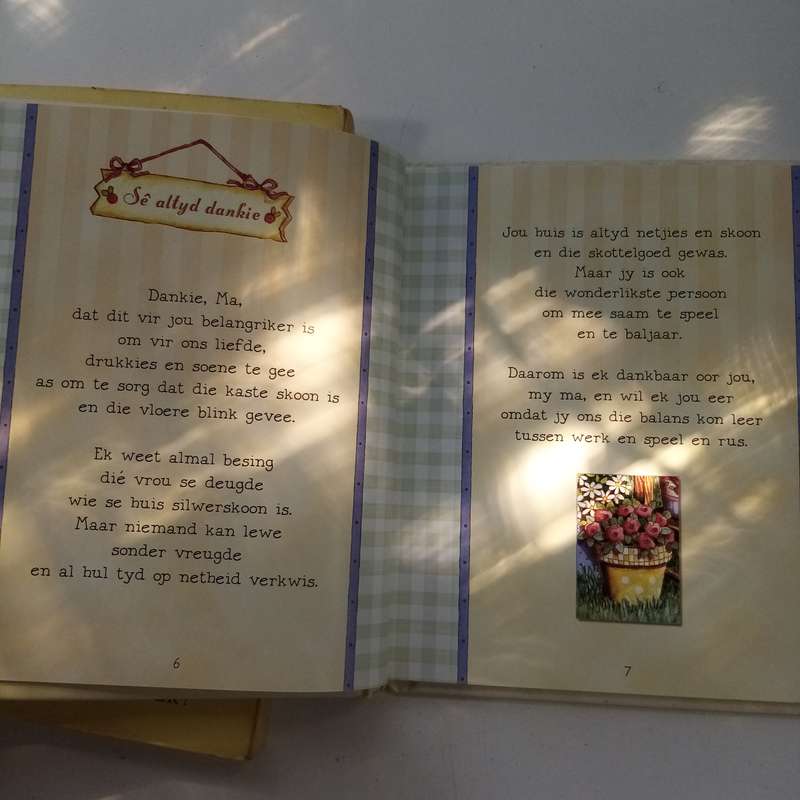 Sê altyd dankie
Dankie, Ma,
dat dit vir jou belangriker is
om vir ons liefde,
drukkies en soene te gee
as om te sorg dat die kaste skoon is
en die vloere blink gevee.
Ek weet almal besing
dié vrou se deugde
wie se huis silwerskoon is.
Maar niemand kan lewe
sonder vreugde
en al hul tyd op netheid verkwis.
6
Jou huis is altyd netjies en skoon
en die skottelgoed gewas.
Maar jy is ook
die wonderlikste persoon
om mee saam te speel
en te baljaar.
Daarom is ek dankbaar oor jou,
my ma, en wil ek jou eer
omdat jy ons die balans kon leer
tussen werk en speel en rus.
7